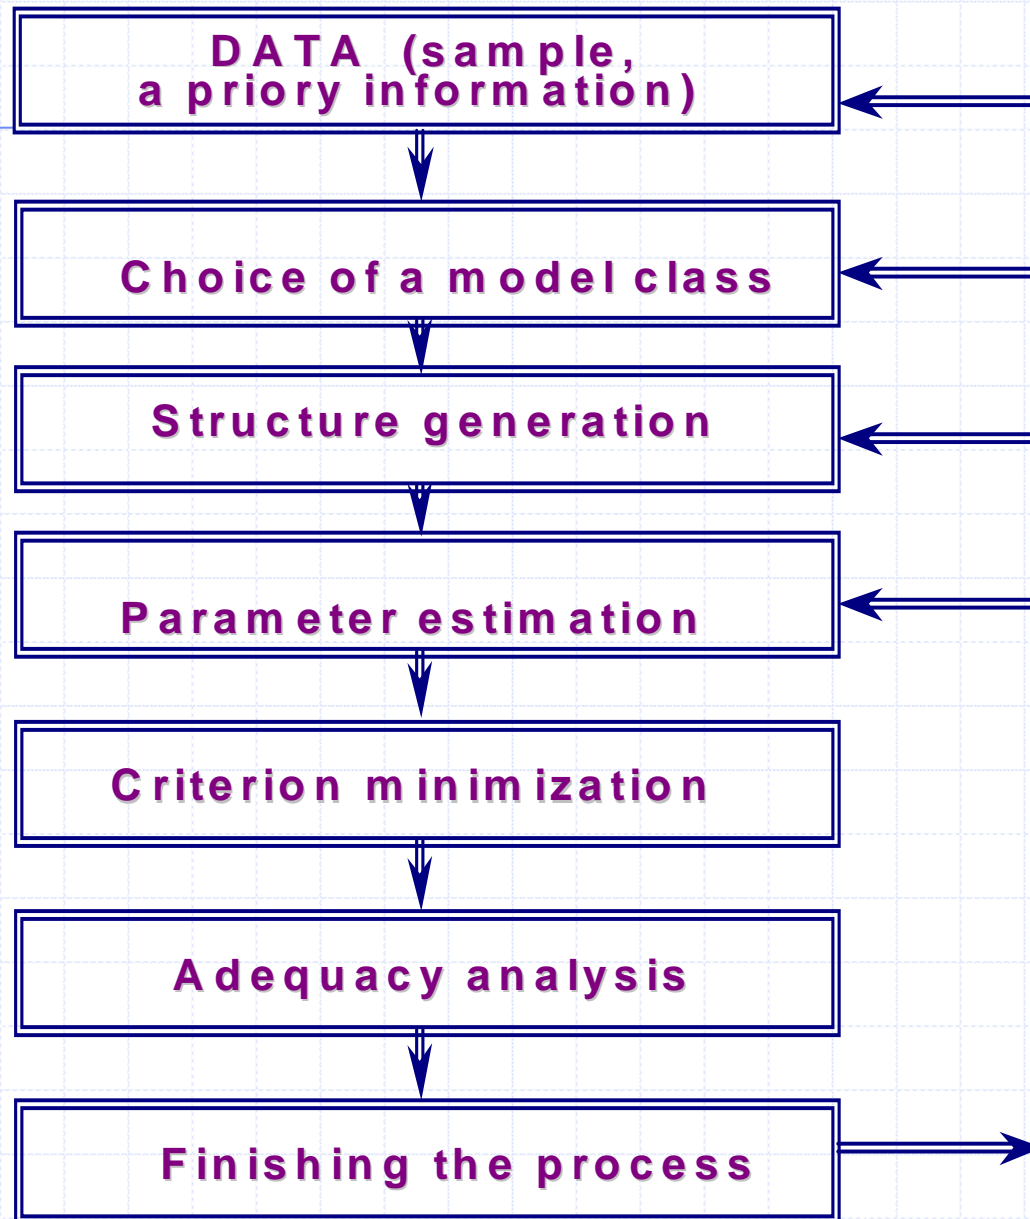 DATA (sample,
a priory information)
Choice of a model class
Structure generation
Parameter estimation
Criterion minimization
Adequacy analysis
Finishing the process